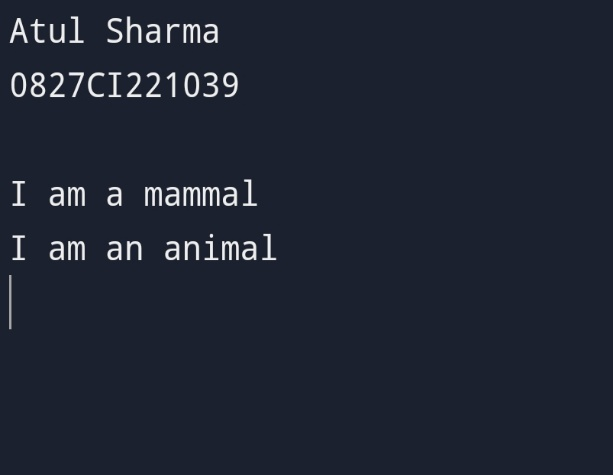 Atul Sharma
0827CI221039
I am a mammal
I am an animal